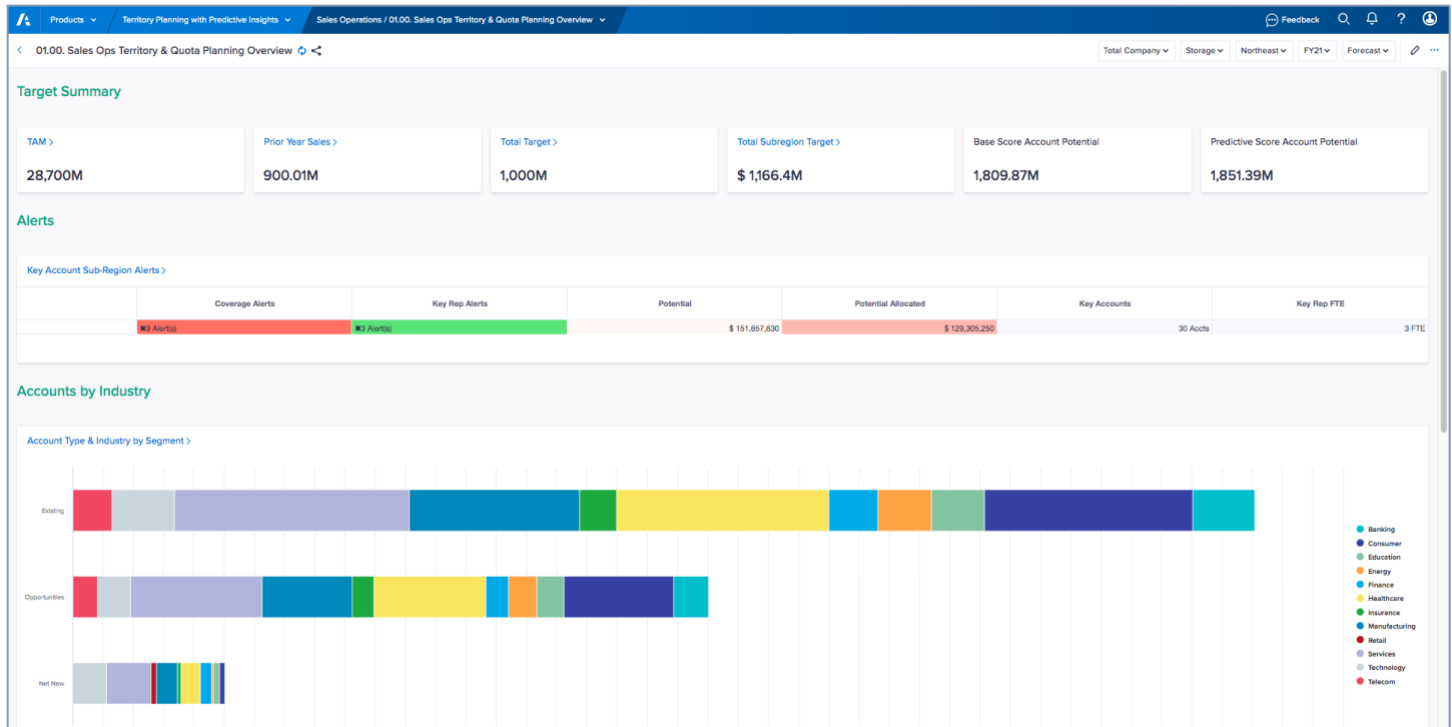 Products
Territory Planning with Predictive Insights
Sales Operations / 01.00. Sales Ops Territory & Quota Planning Overview
Feedback
01.00. Sales Ops Territory & Quota Planning Overview
Total Company
Storage
Northeast
FY21
Forecast
Target Summary
TAM >
Prior Year Sales >
Total Target >
Total Subregion Target >
Base Score Account Potential
Predictive Score Account Potential
28,700M
900.01M
1,000M
$ 1,166.4M
1,809.87M
1,851.39M
Alerts
Key Account Sub-Region Alerts >
Coverage Alerts
Key Rep Alerts
Potential
Potential Allocated
Key Accounts
Key Rep FTE
✖9 Alert(s)
✖3 Alert(s)
$ 151,657,630
$ 129,305,250
30 Accts
3 FTE
Accounts by Industry
Account Type & Industry by Segment >
Existing
Opportunities
Net New
Banking
Consumer
Education
Energy
Finance
Healthcare
Insurance
Manufacturing
Retail
Services
Technology
Telecom